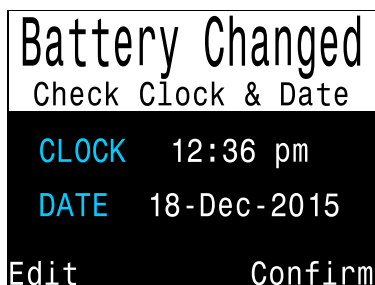 Battery Changed
Check Clock & Date
CLOCK 12:36 pm
DATE 18-Dec-2015
Edit Confirm